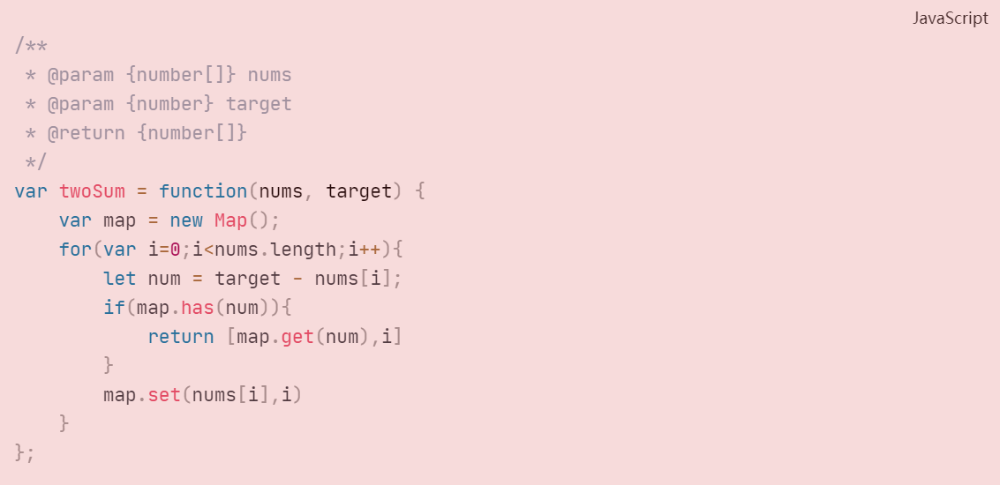 JavaScript
/**
 * @param {number[]} nums
 * @param {number} target
 * @return {number[]}
 */
var twoSum = function(nums, target) {
    var map = new Map();
    for(var i=0;i<nums.length;i++){
        let num = target - nums[i];
        if(map.has(num)){
            return [map.get(num),i]
        }
        map.set(nums[i],i)
    }
};